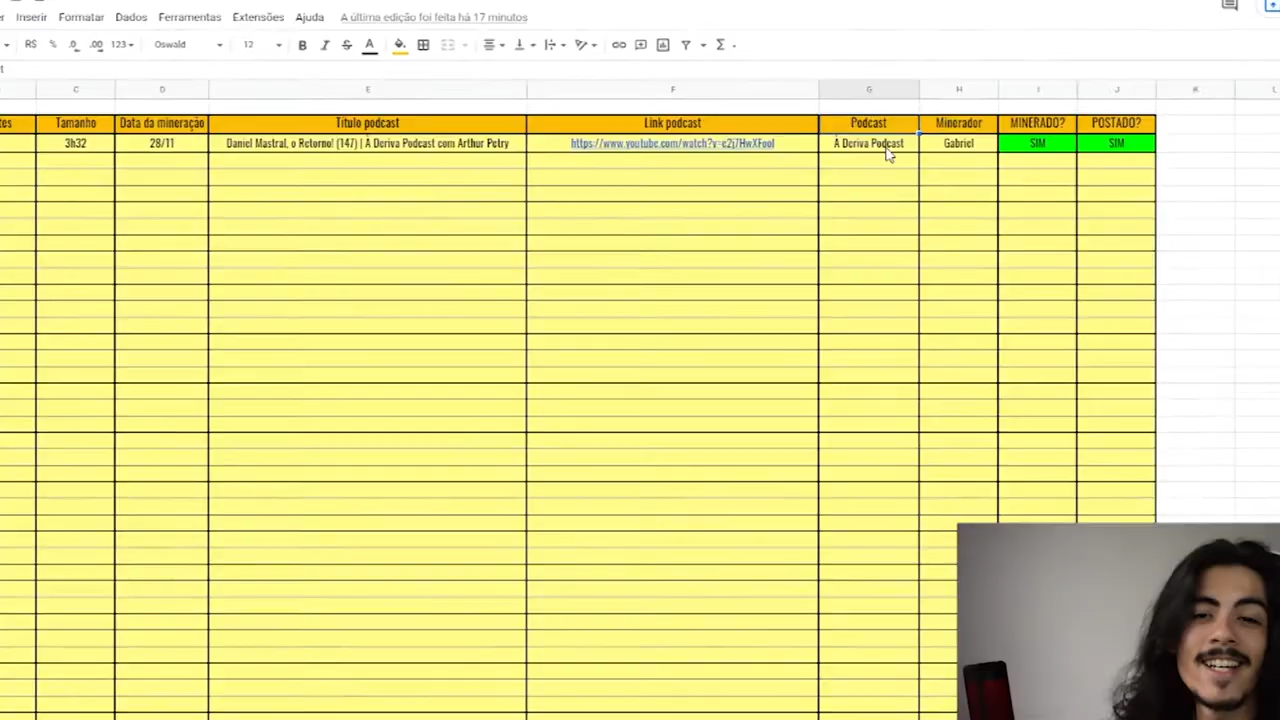 Inserir Formatar Dados Ferramentas Extensões Ajuda A última edição foi feita há 17 minutos
R$ % .0 .00 123 Oswald 12 B I S A
C D E F G H I J K L
Tamanho Data da mineração Título podcast Link podcast Podcast Minerador MINERADO? POSTADO?
3h32 28/11 Daniel Mastral, o Retorno! (147) | À Deriva Podcast com Arthur Petry À Deriva Podcast Gabriel SIM SIM